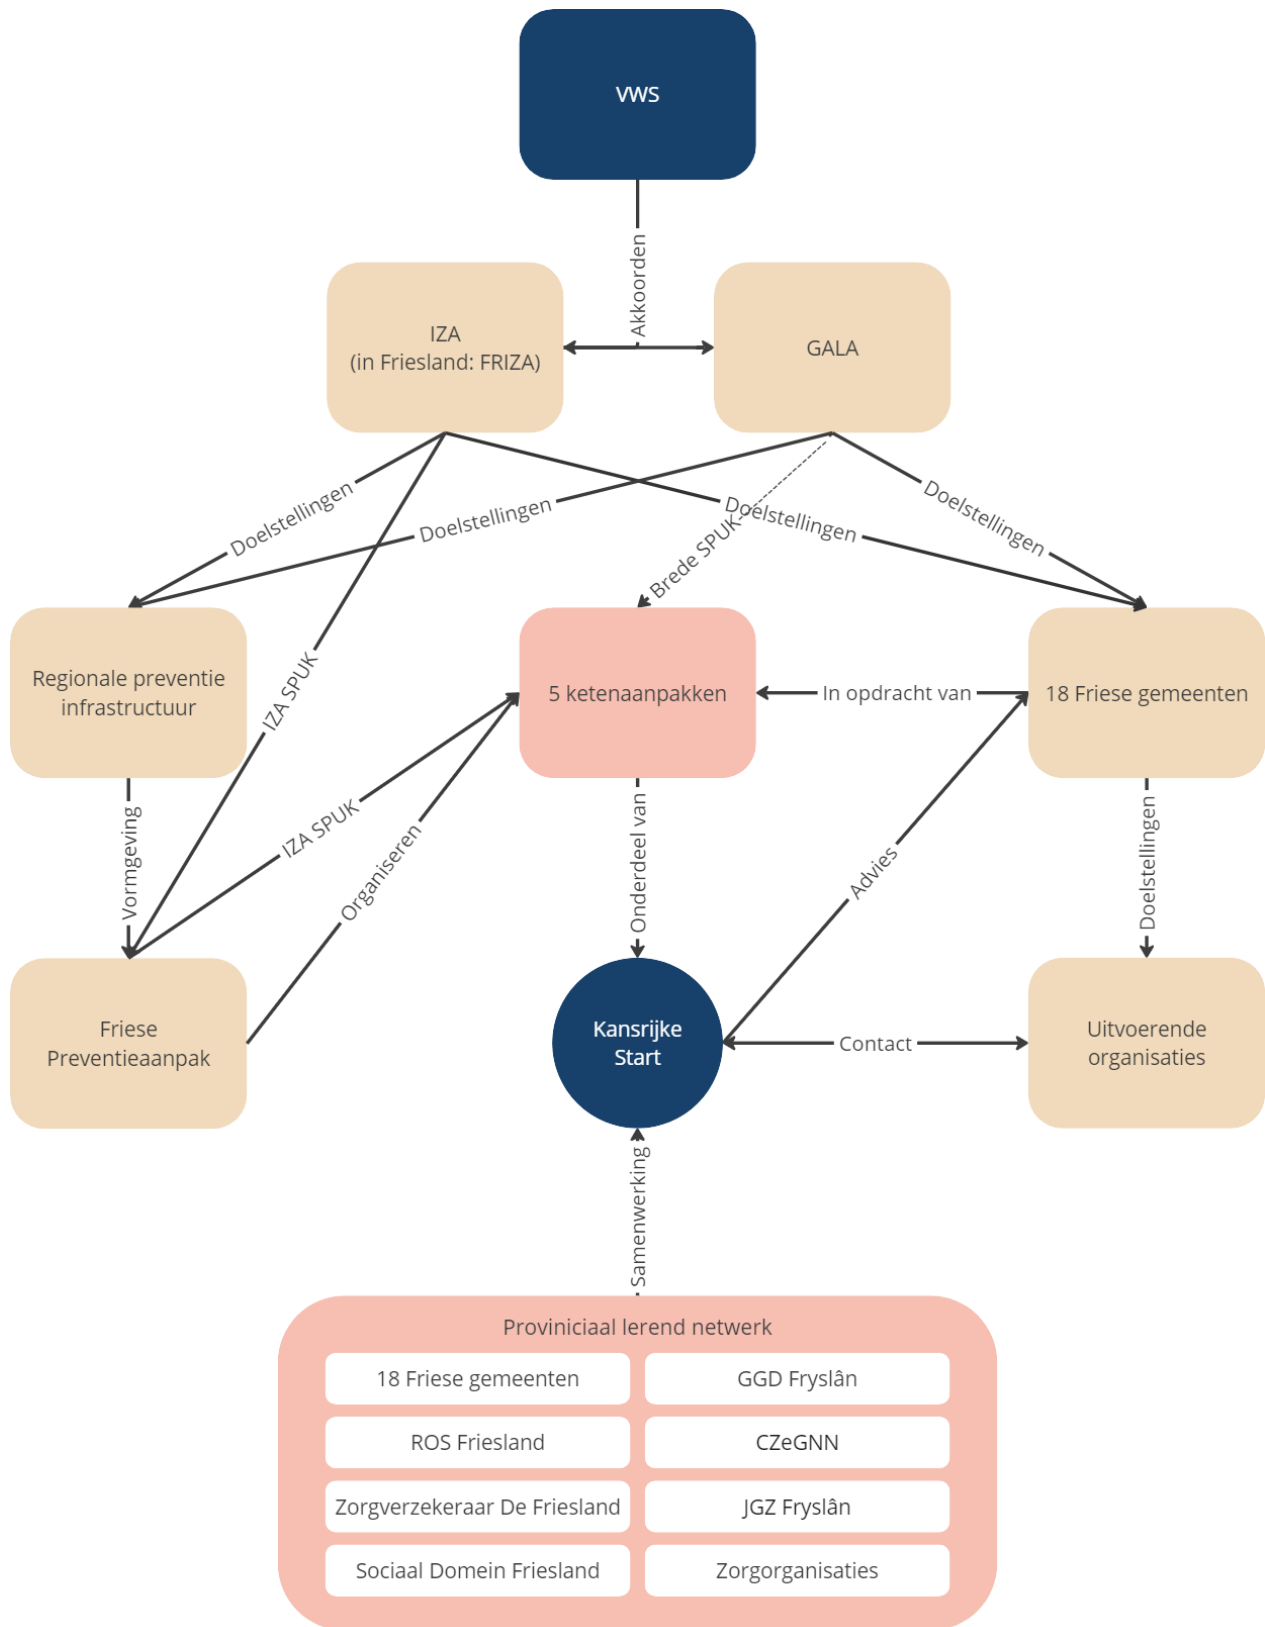 VWS
Akkoorden
IZA
(in Friesland: FRIZA)
GALA
Doelstellingen
Doelstellingen
Doelstellingen
Doelstellingen
Brede SPUK
IZA SPUK
Regionale preventie
infrastructuur
5 ketenaanpakken
In opdracht van
18 Friese gemeenten
Vormgeving
IZA SPUK
Organiseren
Onderdeel van
Advies
Doelstellingen
Friese
Preventieaanpak
Kansrijke
Start
Contact
Uitvoerende
organisaties
Samenwerking
Proviniciaal lerend netwerk
18 Friese gemeenten
GGD Fryslân
ROS Friesland
CZeGNN
Zorgverzekeraar De Friesland
JGZ Fryslân
Sociaal Domein Friesland
Zorgorganisaties